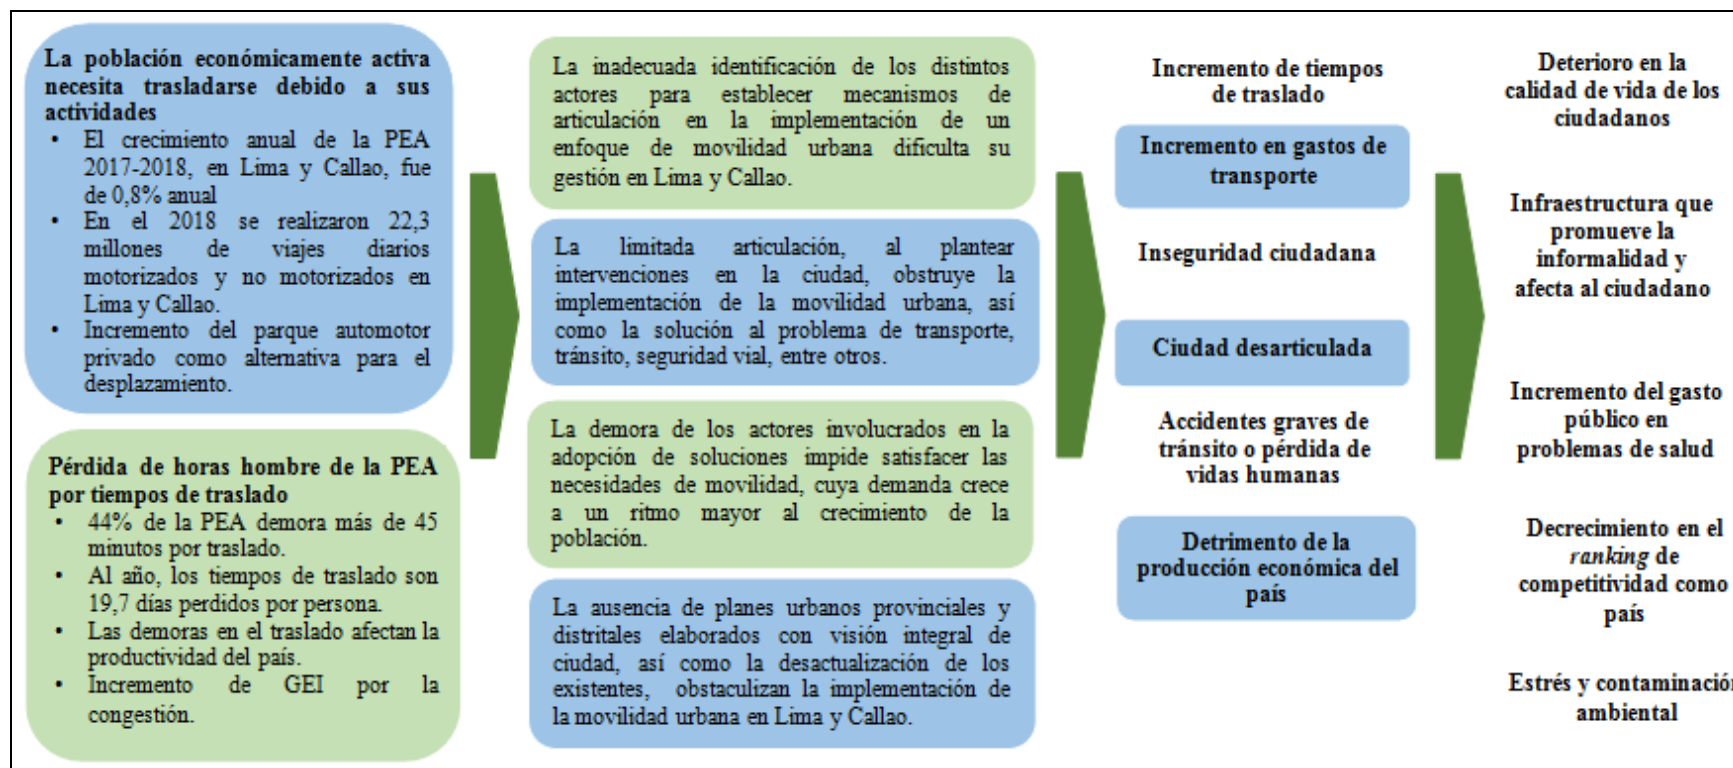 La población económicamente activa
necesita trasladarse debido a sus
actividades
• El crecimiento anual de la PEA
2017-2018, en Lima y Callao, fue
de 0,8% anual
• En el 2018 se realizaron 22,3
millones de viajes diarios
motorizados y no motorizados en
Lima y Callao.
• Incremento del parque automotor
privado como alternativa para el
desplazamiento.
Pérdida de horas hombre de la PEA
por tiempos de traslado
• 44% de la PEA demora más de 45
minutos por traslado.
• Al año, los tiempos de traslado son
19,7 días perdidos por persona.
• Las demoras en el traslado afectan la
productividad del país.
• Incremento de GEI por la
congestión.
La inadecuada identificación de los distintos
actores para establecer mecanismos de
articulación en la implementación de un
enfoque de movilidad urbana dificulta su
gestión en Lima y Callao.
La limitada articulación, al plantear
intervenciones en la ciudad, obstruye la
implementación de la movilidad urbana, así
como la solución al problema de transporte,
tránsito, seguridad vial, entre otros.
La demora de los actores involucrados en la
adopción de soluciones impide satisfacer las
necesidades de movilidad, cuya demanda crece
a un ritmo mayor al crecimiento de la
población.
La ausencia de planes urbanos provinciales y
distritales elaborados con visión integral de
ciudad, así como la desactualización de los
existentes, obstaculizan la implementación de
la movilidad urbana en Lima y Callao.
Incremento de tiempos
de traslado
Incremento en gastos de
transporte
Inseguridad ciudadana
Ciudad desarticulada
Accidentes graves de
tránsito o pérdida de
vidas humanas
Detrimento de la
producción económica del
país
Deterioro en la
calidad de vida de los
ciudadanos
Infraestructura que
promueve la
informalidad y
afecta al ciudadano
Incremento del gasto
público en
problemas de salud
Decrecimiento en el
ranking de
competitividad como
país
Estrés y contaminación
ambiental